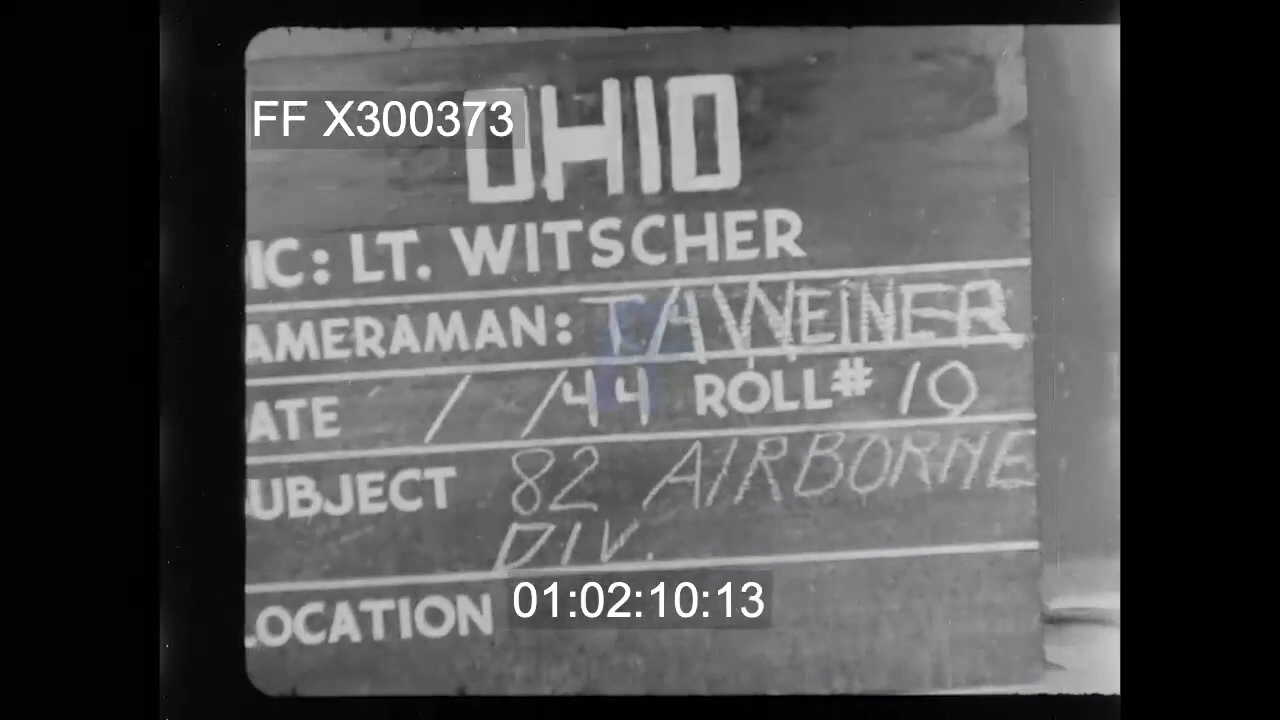 OHIO
FF X300373
IC: LT. WITSCHER
AMERAMAN: T/4 WEINER
ATE / /44 ROLL# 10
UBJECT 82 AIRBORNE
DIV.
LOCATION
01:02:10:13